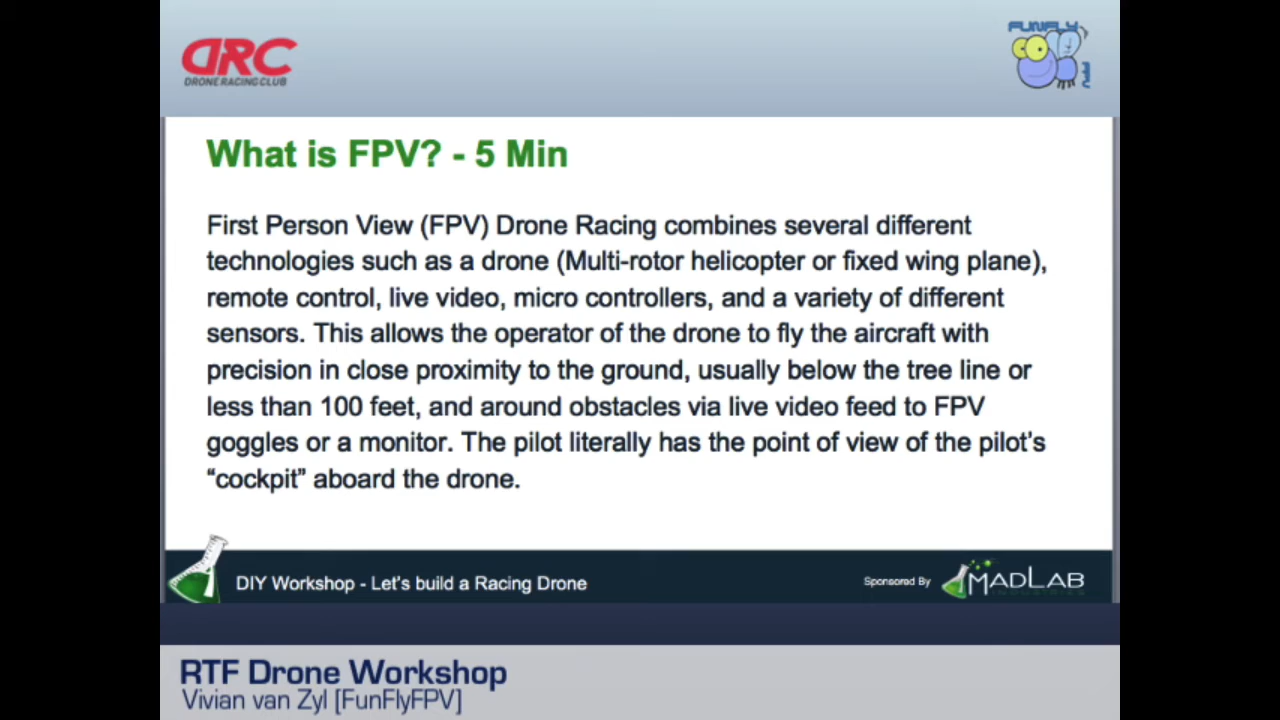 DRC
DRONE RACING CLUB
FUNFLY
FPV
What is FPV? - 5 Min
First Person View (FPV) Drone Racing combines several different
technologies such as a drone (Multi-rotor helicopter or fixed wing plane),
remote control, live video, micro controllers, and a variety of different
sensors. This allows the operator of the drone to fly the aircraft with
precision in close proximity to the ground, usually below the tree line or
less than 100 feet, and around obstacles via live video feed to FPV
goggles or a monitor. The pilot literally has the point of view of the pilot’s
“cockpit” aboard the drone.
DIY Workshop - Let's build a Racing Drone
Sponsored By
MADLAB
INDUSTRIES
RTF Drone Workshop
Vivian van Zyl [FunFlyFPV]